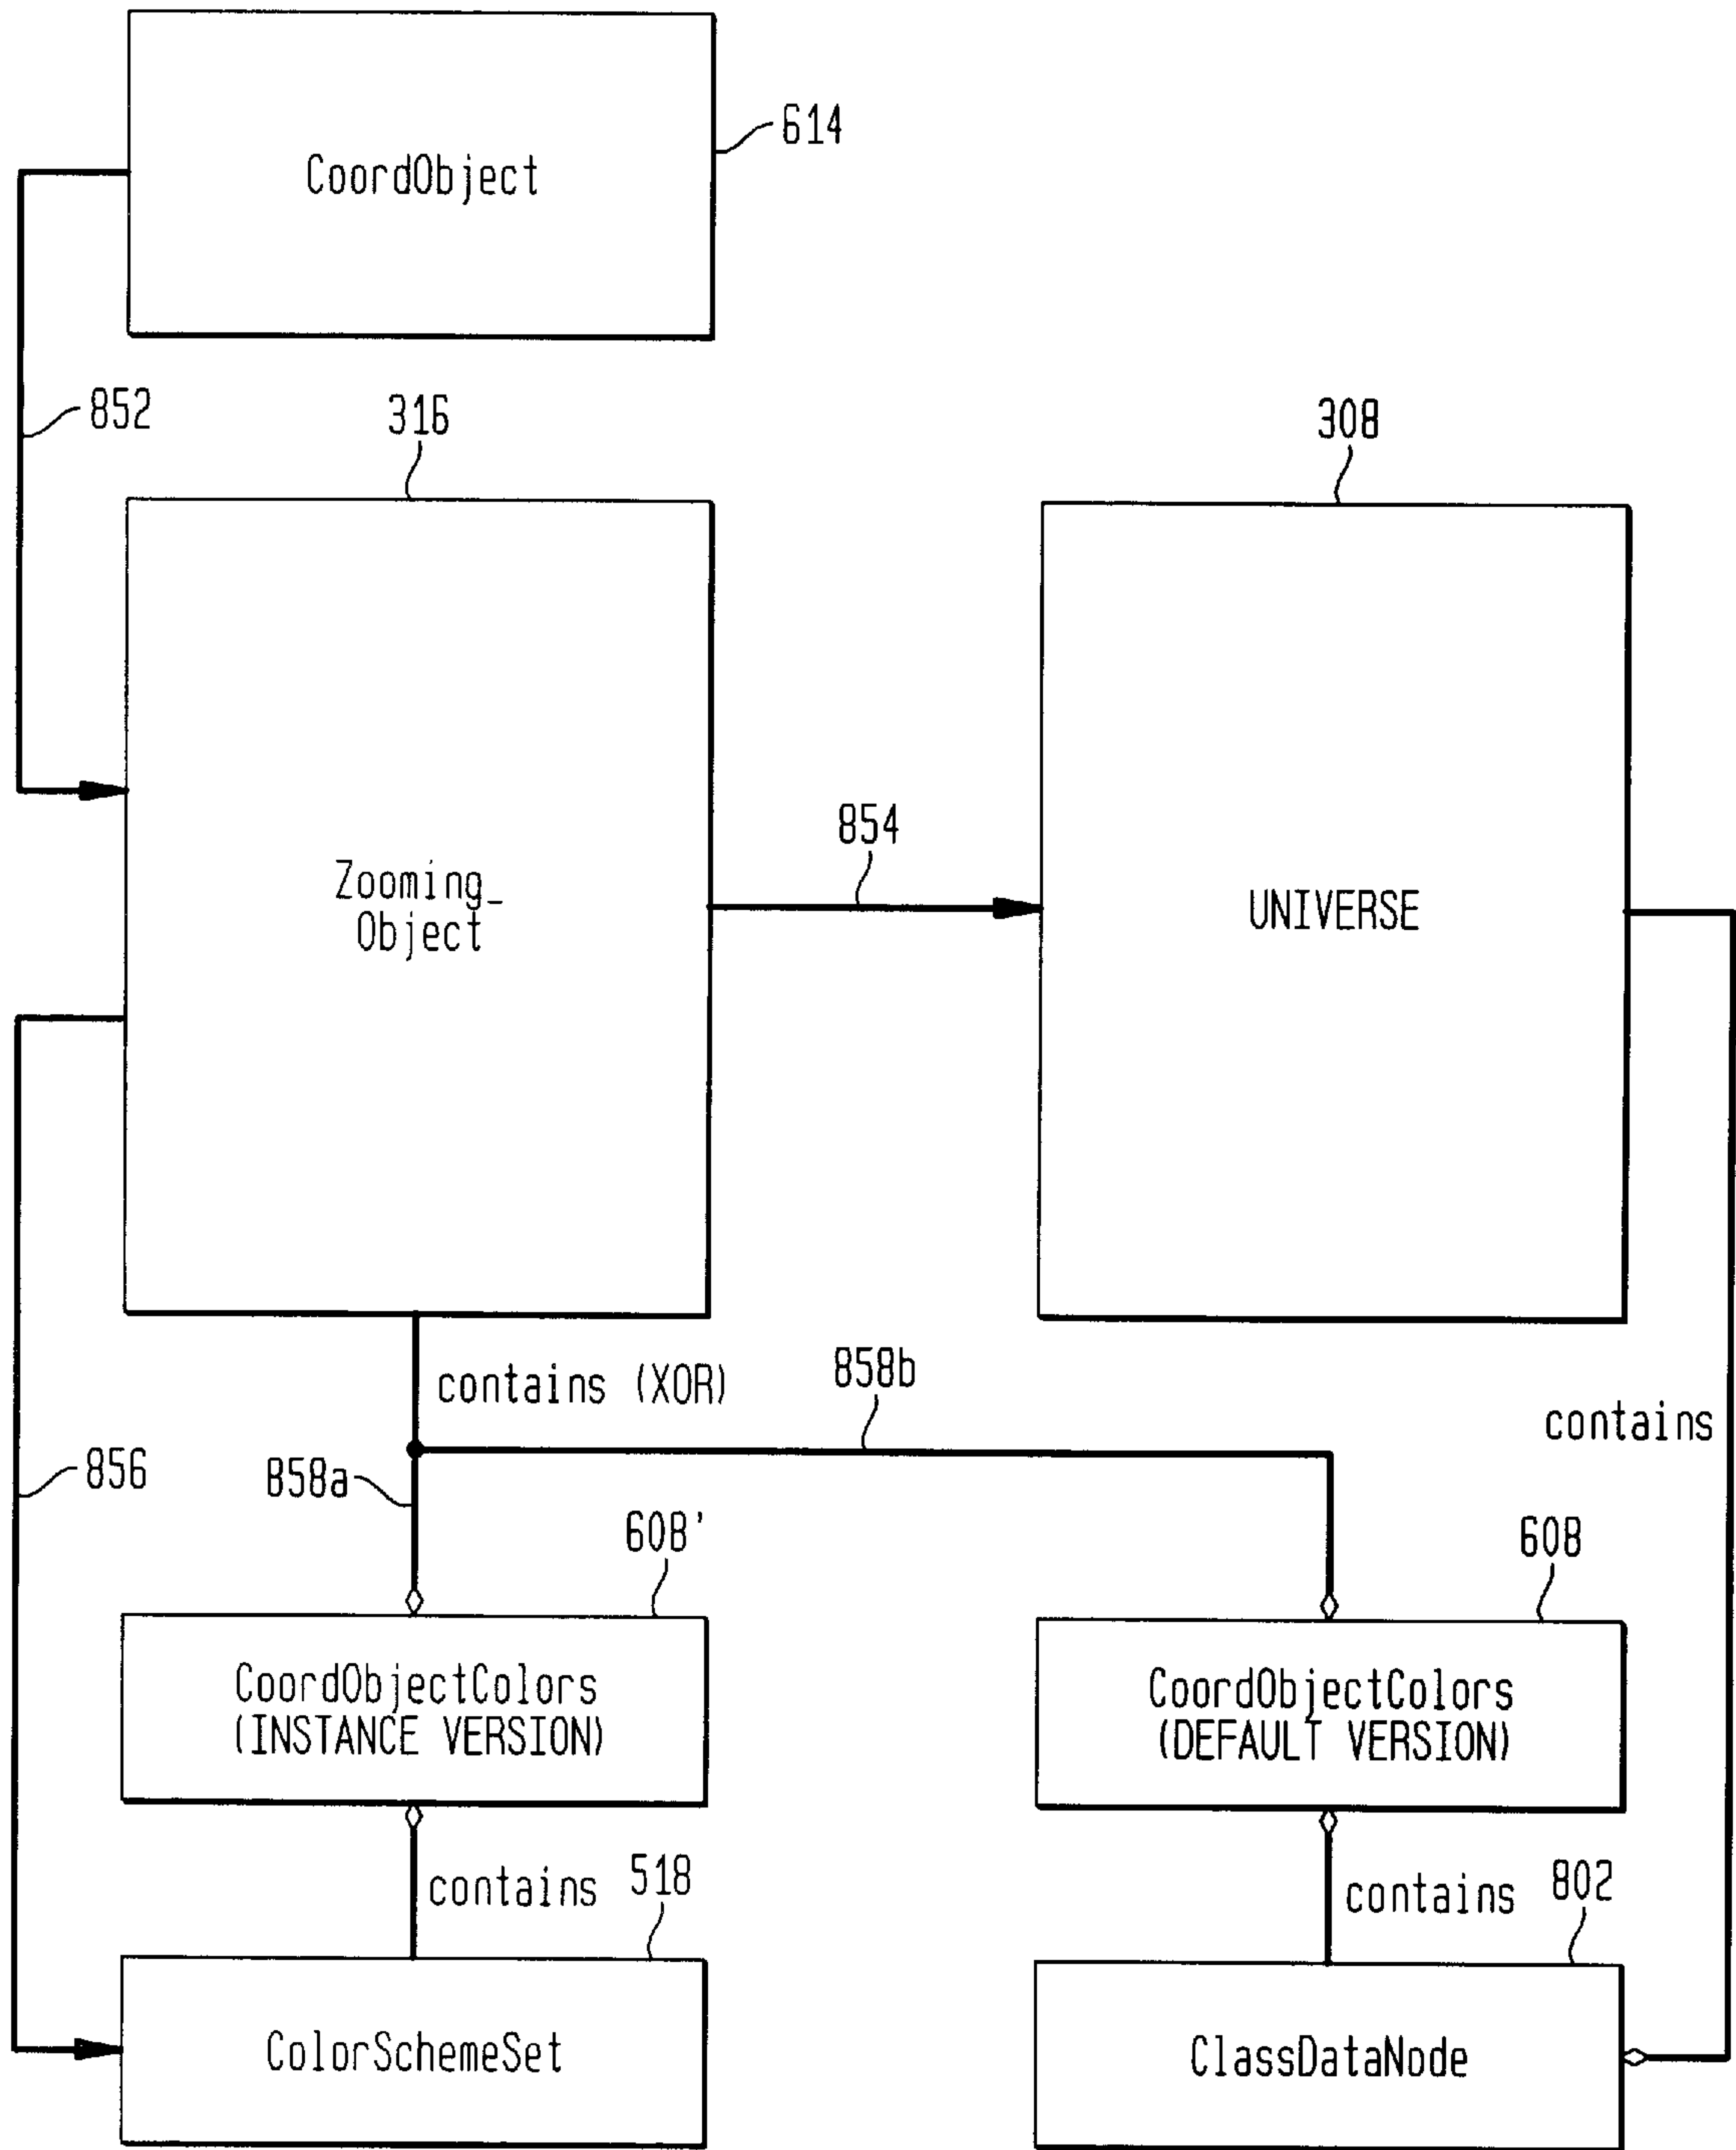 614
CoordObject
852
316
308
854
Zooming_
Object
UNIVERSE
contains (XOR)
858b
contains
856
858a
608'
608
CoordObjectColors
(INSTANCE VERSION)
CoordObjectColors
(DEFAULT VERSION)
contains
518
contains
802
ColorSchemeSet
ClassDataNode